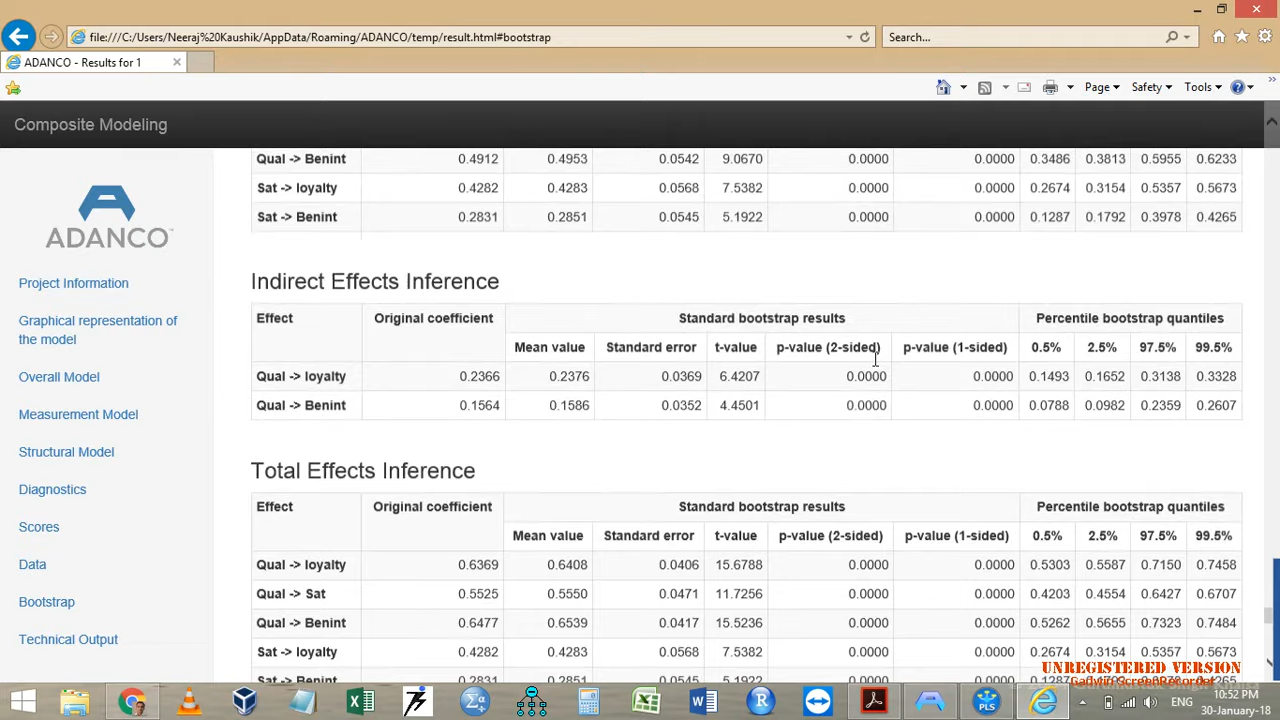 file:///C:/Users/Neeraj%20Kaushik/AppData/Roaming/ADANCO/temp/result.html#bootstrap
Search...
ADANCO - Results for 1
Page Safety Tools
Composite Modeling
ADANCO
Project Information
Graphical representation of
the model
Overall Model
Measurement Model
Structural Model
Diagnostics
Scores
Data
Bootstrap
Technical Output
Qual -> Benint 0.4912 0.4953 0.0542 9.0670 0.0000 0.0000 0.3486 0.3813 0.5955 0.6233
Sat -> loyalty 0.4282 0.4283 0.0568 7.5382 0.0000 0.0000 0.2674 0.3154 0.5357 0.5673
Sat -> Benint 0.2831 0.2851 0.0545 5.1922 0.0000 0.0000 0.1287 0.1792 0.3978 0.4265
Indirect Effects Inference
Effect Original coefficient Standard bootstrap results Percentile bootstrap quantiles
Mean value Standard error t-value p-value (2-sided) p-value (1-sided) 0.5% 2.5% 97.5% 99.5%
Qual -> loyalty 0.2366 0.2376 0.0369 6.4207 0.0000 0.0000 0.1493 0.1652 0.3138 0.3328
Qual -> Benint 0.1564 0.1586 0.0352 4.4501 0.0000 0.0000 0.0788 0.0982 0.2359 0.2607
Total Effects Inference
Effect Original coefficient Standard bootstrap results Percentile bootstrap quantiles
Mean value Standard error t-value p-value (2-sided) p-value (1-sided) 0.5% 2.5% 97.5% 99.5%
Qual -> loyalty 0.6369 0.6408 0.0406 15.6788 0.0000 0.0000 0.5303 0.5587 0.7150 0.7458
Qual -> Sat 0.5525 0.5550 0.0471 11.7256 0.0000 0.0000 0.4203 0.4554 0.6427 0.6707
Qual -> Benint 0.6477 0.6539 0.0417 15.5236 0.0000 0.0000 0.5262 0.5655 0.7323 0.7484
Sat -> loyalty 0.4282 0.4283 0.0568 7.5382 0.0000 0.0000 0.2674 0.3154 0.5357 0.5673
UNREGISTERED VERSION
Gadwin ScreenRecorder
PLS
ENG
10:52 PM
30-January-18